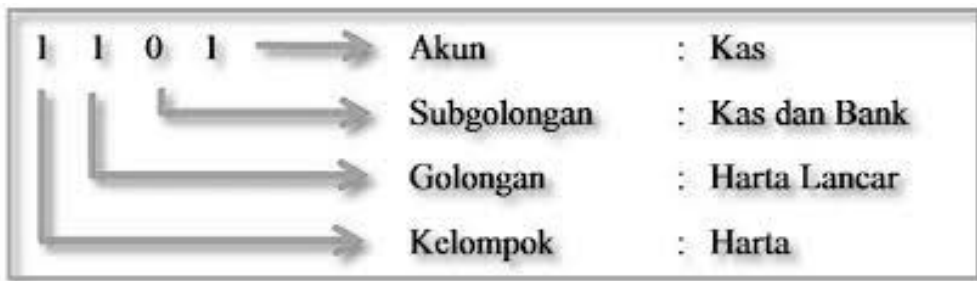 1 1 0 1 Akun : Kas
Subgolongan : Kas dan Bank
Golongan : Harta Lancar
Kelompok : Harta